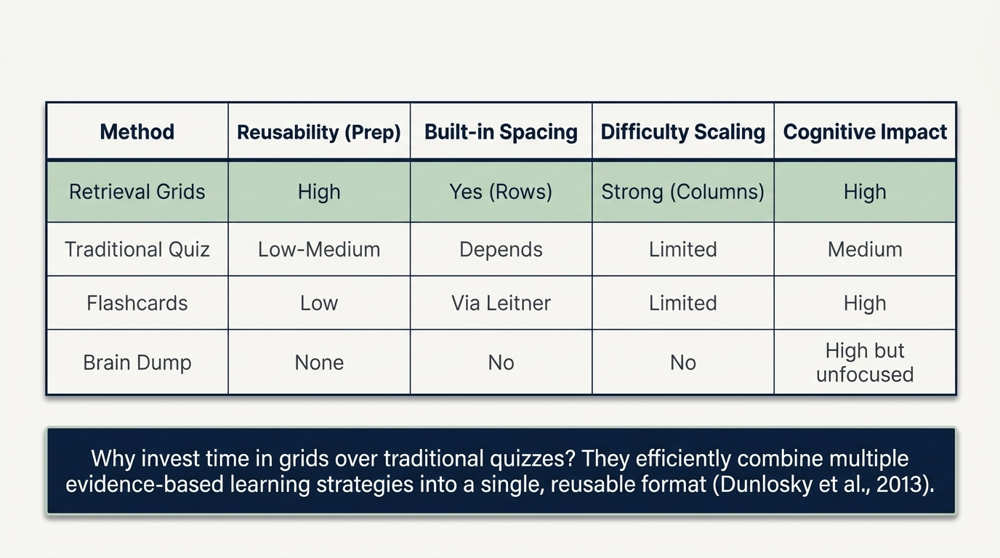 Method Reusability (Prep) Built-in Spacing Difficulty Scaling Cognitive Impact
Retrieval Grids High Yes (Rows) Strong (Columns) High
Traditional Quiz Low-Medium Depends Limited Medium
Flashcards Low Via Leitner Limited High
Brain Dump None No No High but
unfocused
Why invest time in grids over traditional quizzes? They efficiently combine multiple
evidence-based learning strategies into a single, reusable format (Dunlosky et al., 2013).